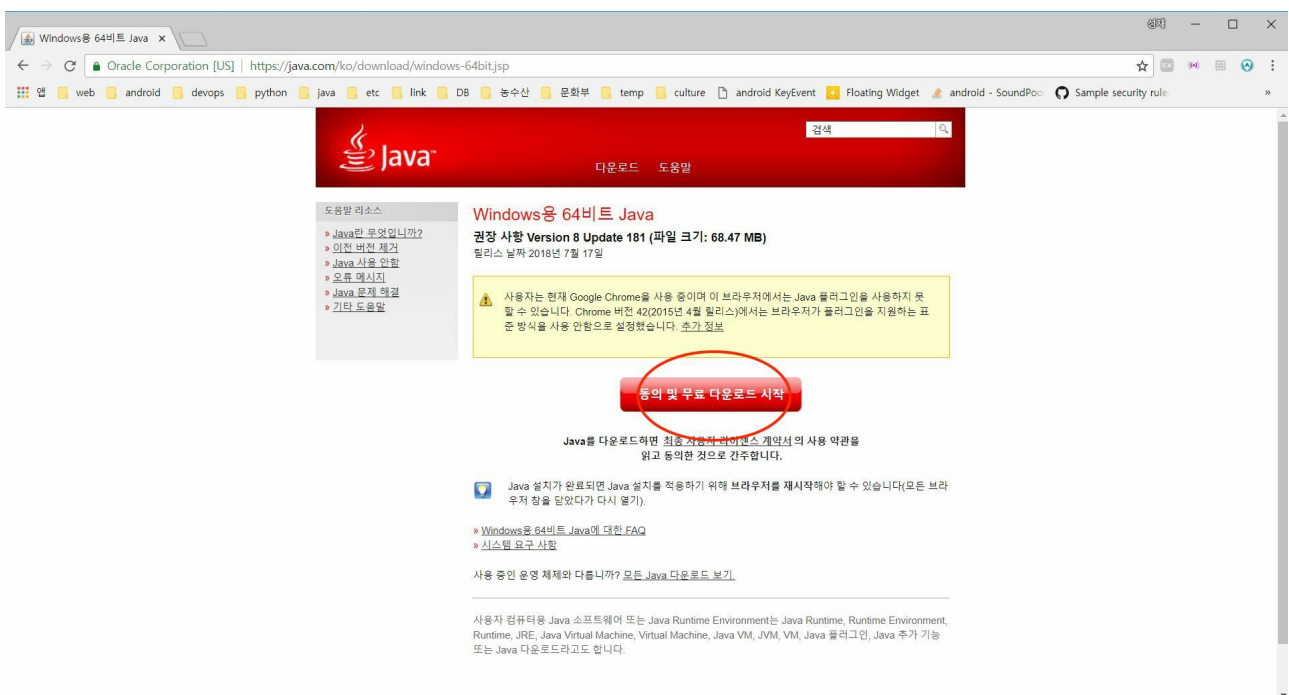 Windows용 64비트 Java
성희
Oracle Corporation [US] | https://java.com/ko/download/windows-64bit.jsp
앱 web android devops python java etc link DB 농수산 문화부 temp culture android KeyEvent Floating Widget android - SoundPoo Sample security rule »
Java
검색
다운로드 도움말
도움말 리소스
» Java란 무엇입니까?
» 이전 버전 제거
» Java 사용 안함
» 오류 메시지
» Java 문제 해결
» 기타 도움말
Windows용 64비트 Java
권장 사항 Version 8 Update 181 (파일 크기: 68.47 MB)
릴리스 날짜 2018년 7월 17일
사용자는 현재 Google Chrome을 사용 중이며 이 브라우저에서는 Java 플러그인을 사용하지 못
할 수 있습니다. Chrome 버전 42(2015년 4월 릴리스)에서는 브라우저가 플러그인을 지원하는 표
준 방식을 사용 안함으로 설정했습니다. 추가 정보
동의 및 무료 다운로드 시작
Java를 다운로드하면 최종 사용자 라이센스 계약서의 사용 약관을
읽고 동의한 것으로 간주합니다.
Java 설치가 완료되면 Java 설치를 적용하기 위해 브라우저를 재시작해야 할 수 있습니다(모든 브라
우저 창을 닫았다가 다시 열기).
» Windows용 64비트 Java에 대한 FAQ
» 시스템 요구 사항
사용 중인 운영 체제와 다릅니까? 모든 Java 다운로드 보기.
사용자 컴퓨터용 Java 소프트웨어 또는 Java Runtime Environment는 Java Runtime, Runtime Environment,
Runtime, JRE, Java Virtual Machine, Virtual Machine, Java VM, JVM, VM, Java 플러그인, Java 추가 기능
또는 Java 다운로드라고도 합니다.